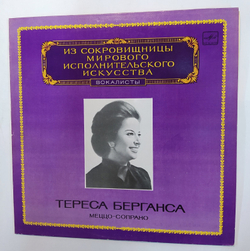 ИЗ СОКРОВИЩНИЦЫ
МИРОВОГО
ИСПОЛНИТЕЛЬСКОГО
ИСКУССТВА
ВОКАЛИСТЫ
ТЕРЕСА БЕРГАНСА
МЕЦЦО-СОПРАНО